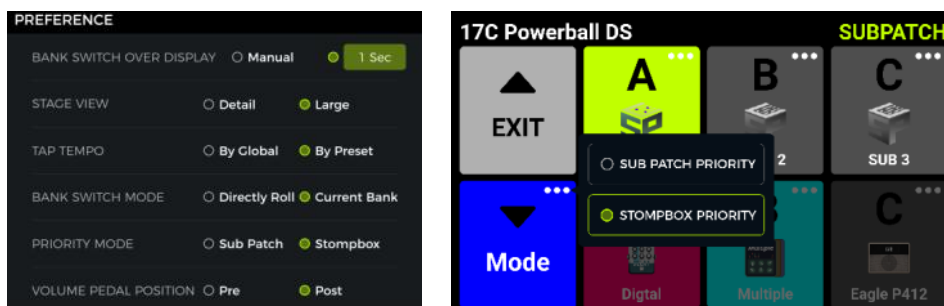 PREFERENCE
BANK SWITCH OVER DISPLAY Manual 1 Sec
STAGE VIEW Detail Large
TAP TEMPO By Global By Preset
BANK SWITCH MODE Directly Roll Current Bank
PRIORITY MODE Sub Patch Stompbox
VOLUME PEDAL POSITION Pre Post
17C Powerball DS SUBPATCH
A B C
EXIT 2 SUB 3
SUB PATCH PRIORITY
STOMPBOX PRIORITY
C
Mode Digtal Multiple Eagle P412